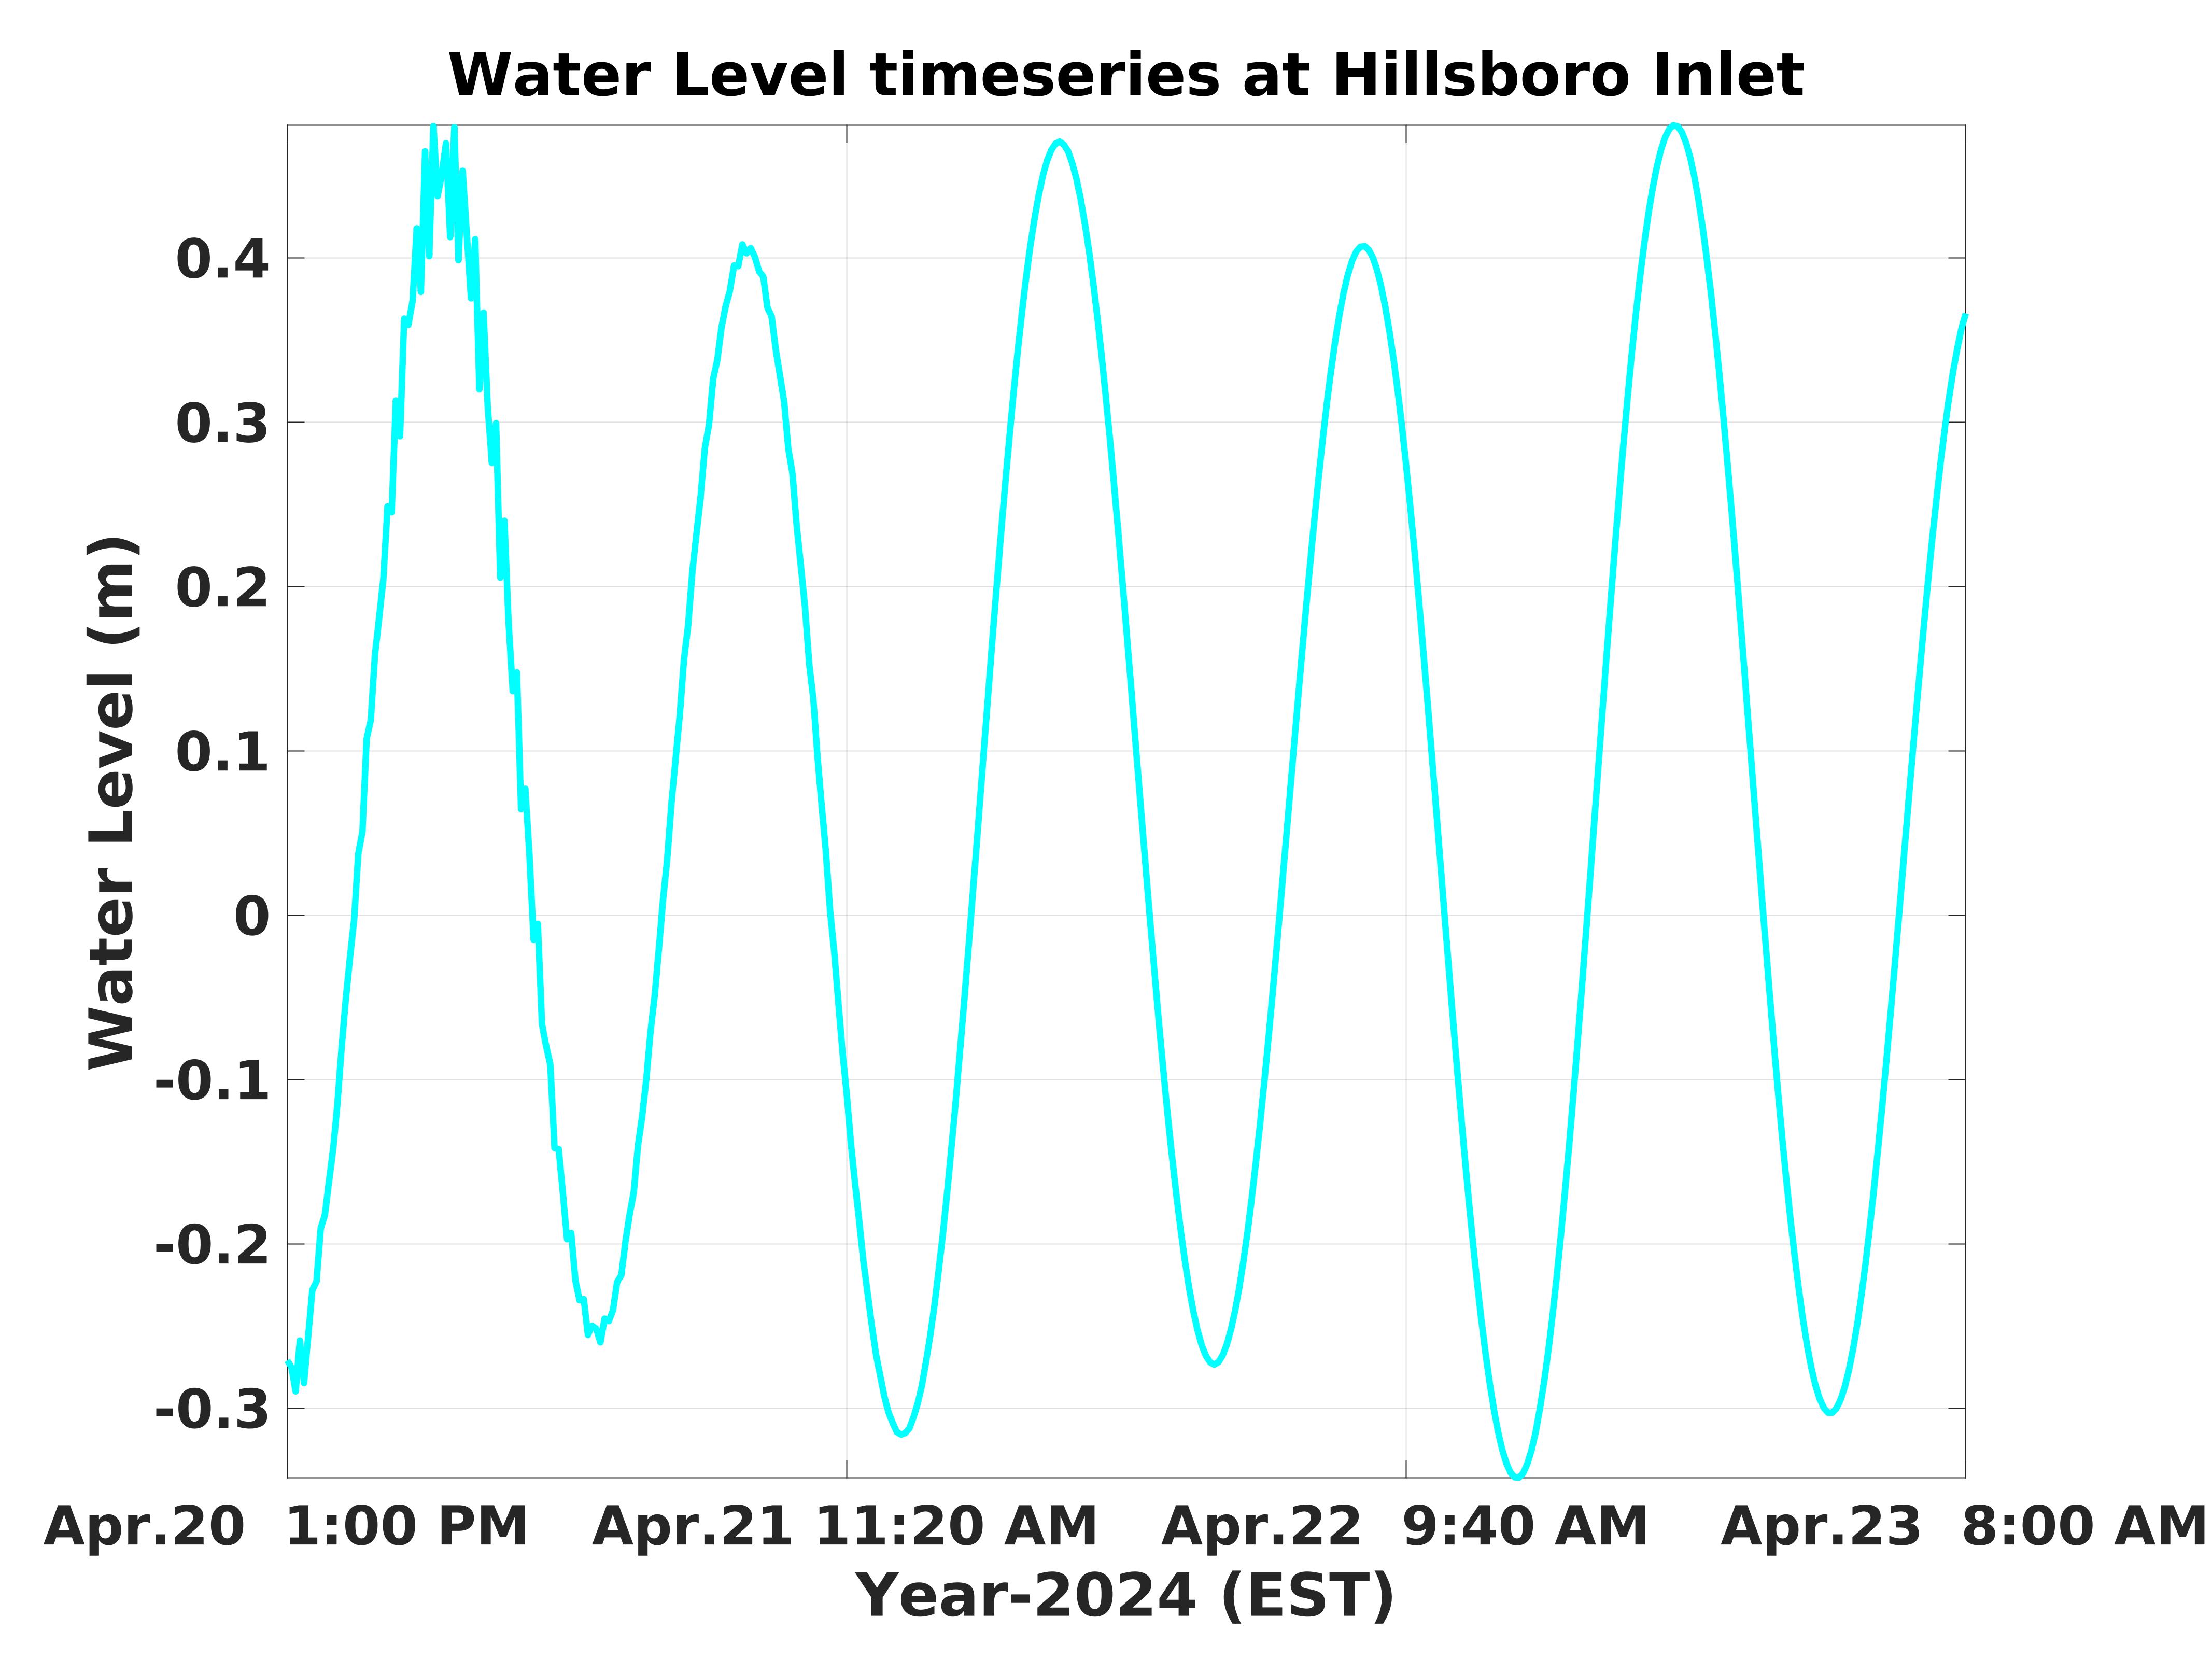 Water Level timeseries at Hillsboro Inlet
0.4
0.3
0.2
0.1
0
-0.1
-0.2
-0.3
Water Level (m)
Apr.20 1:00 PM Apr.21 11:20 AM Apr.22 9:40 AM Apr.23 8:00 AM
Year-2024 (EST)